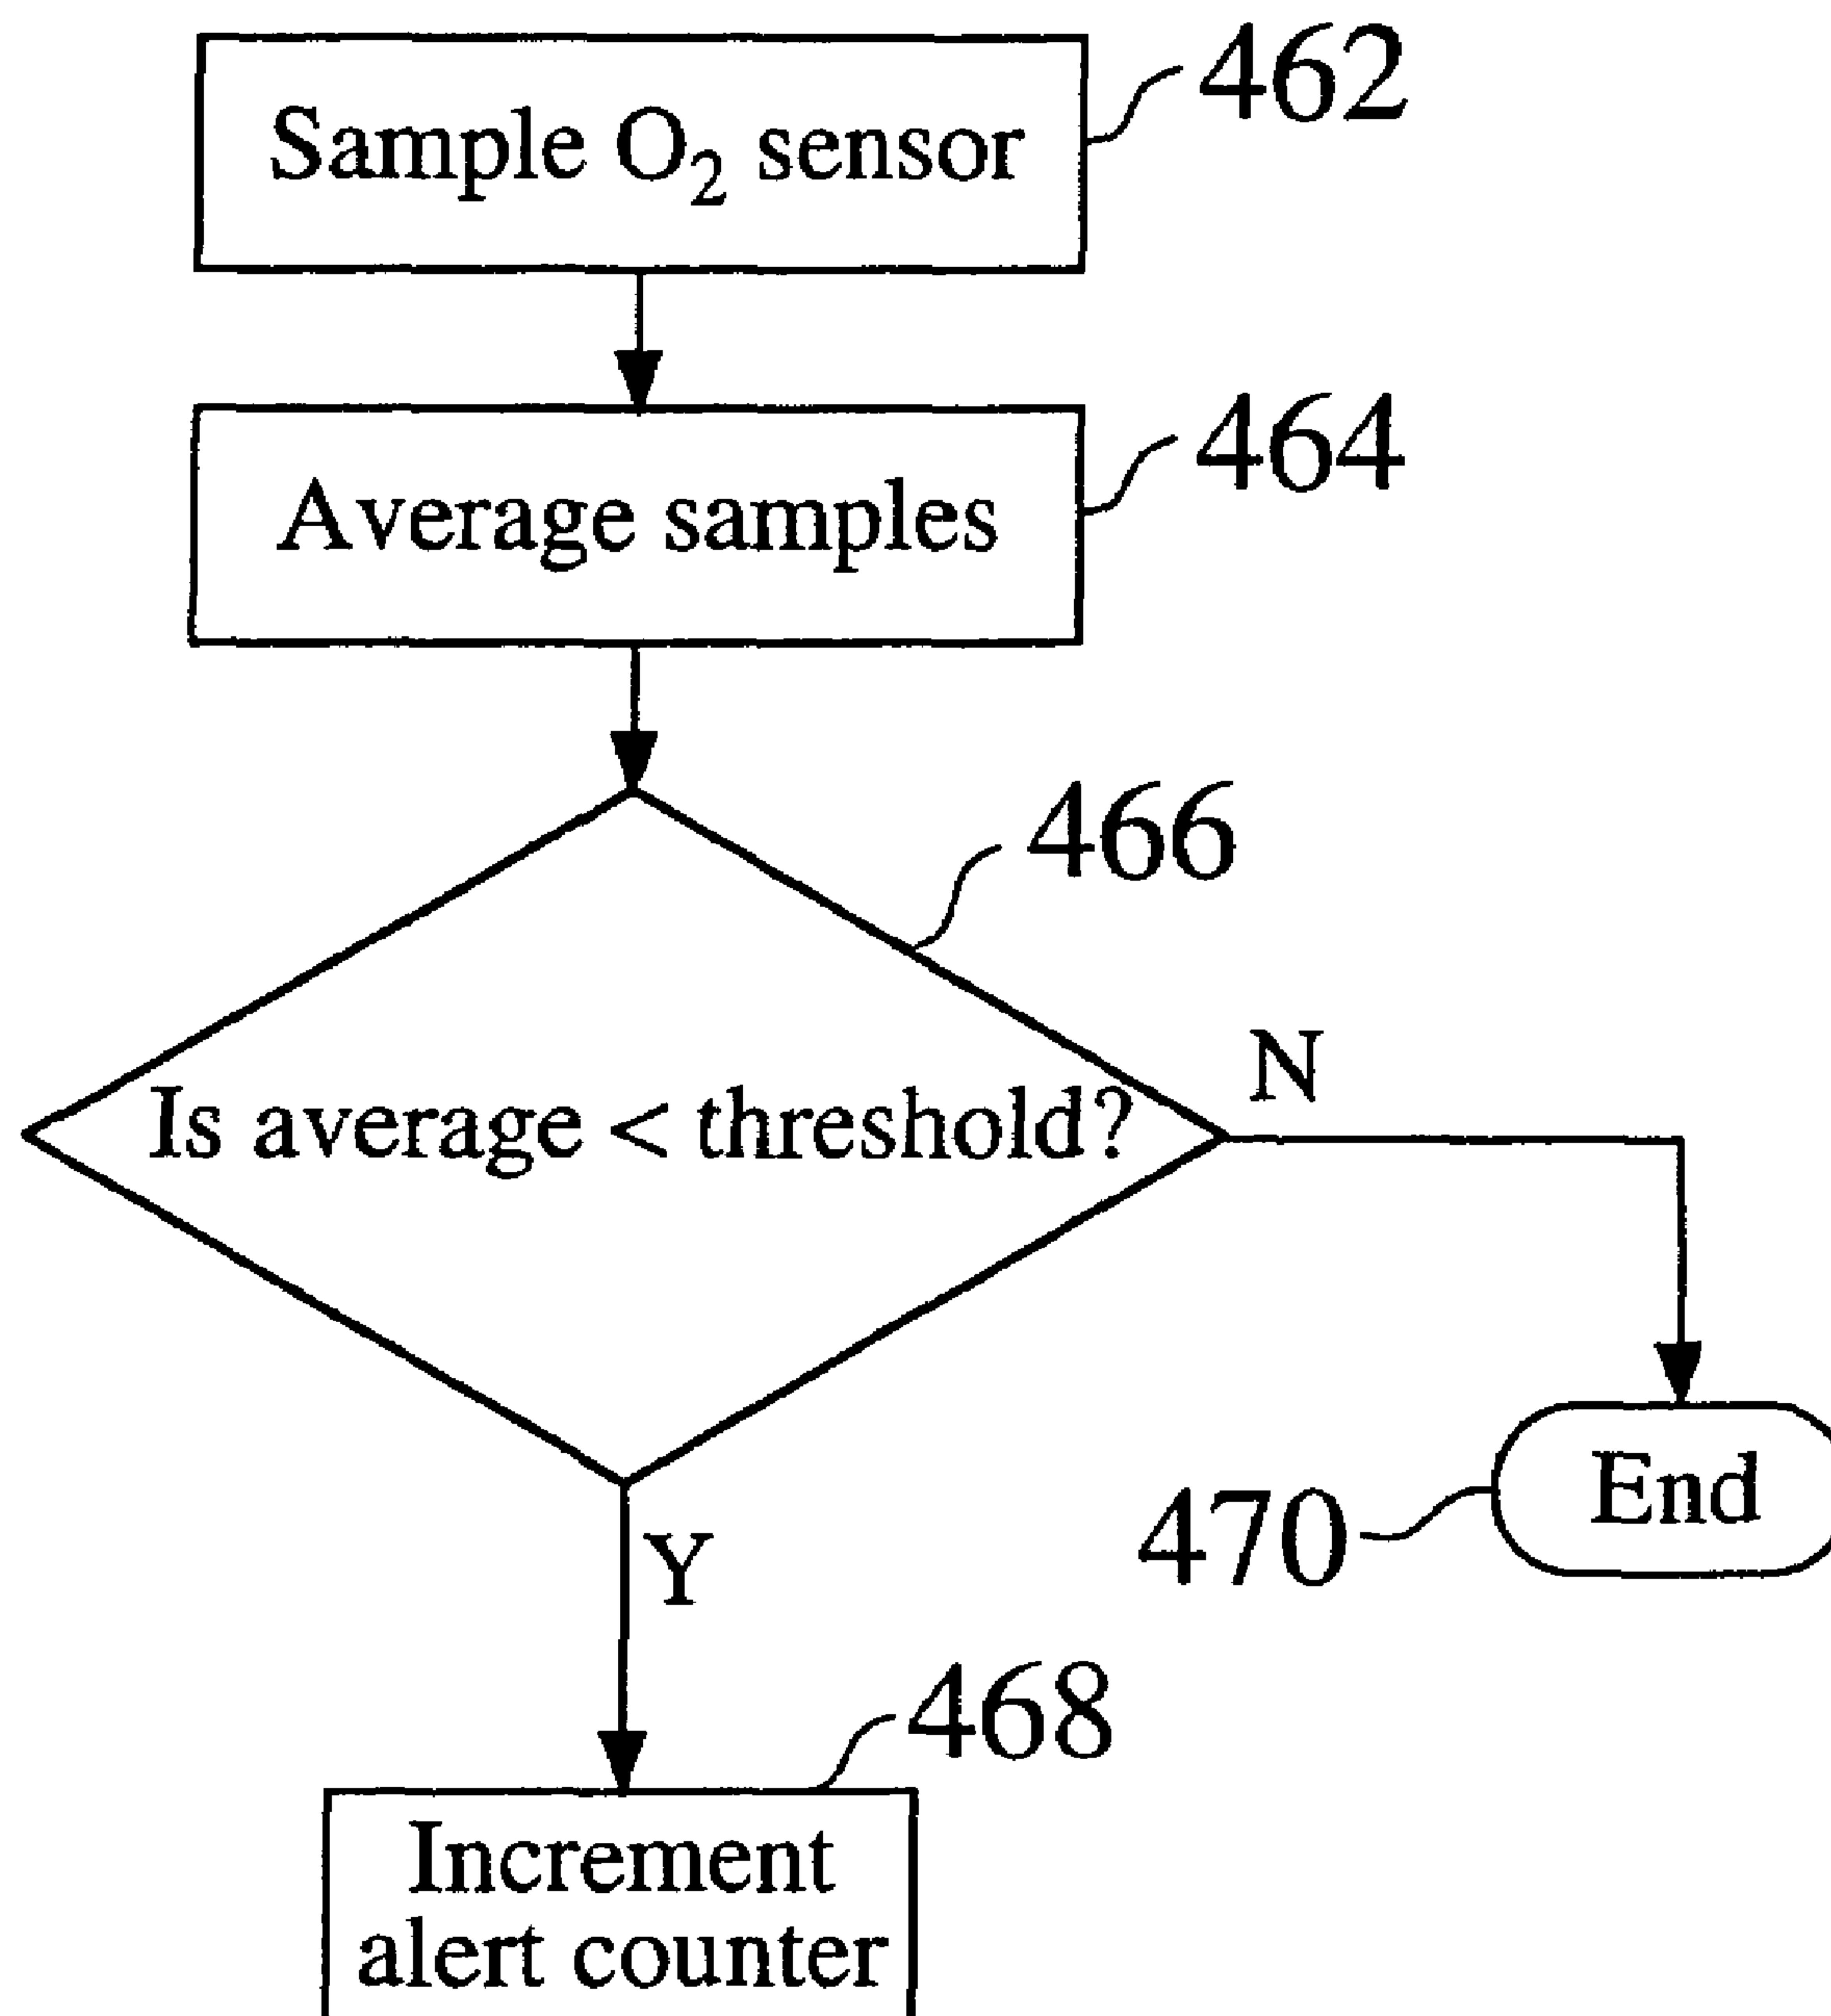 Sample O₂ sensor
462
Average samples
464
466
Is average < threshold?
N
End
470
Y
468
Increment
alert counter